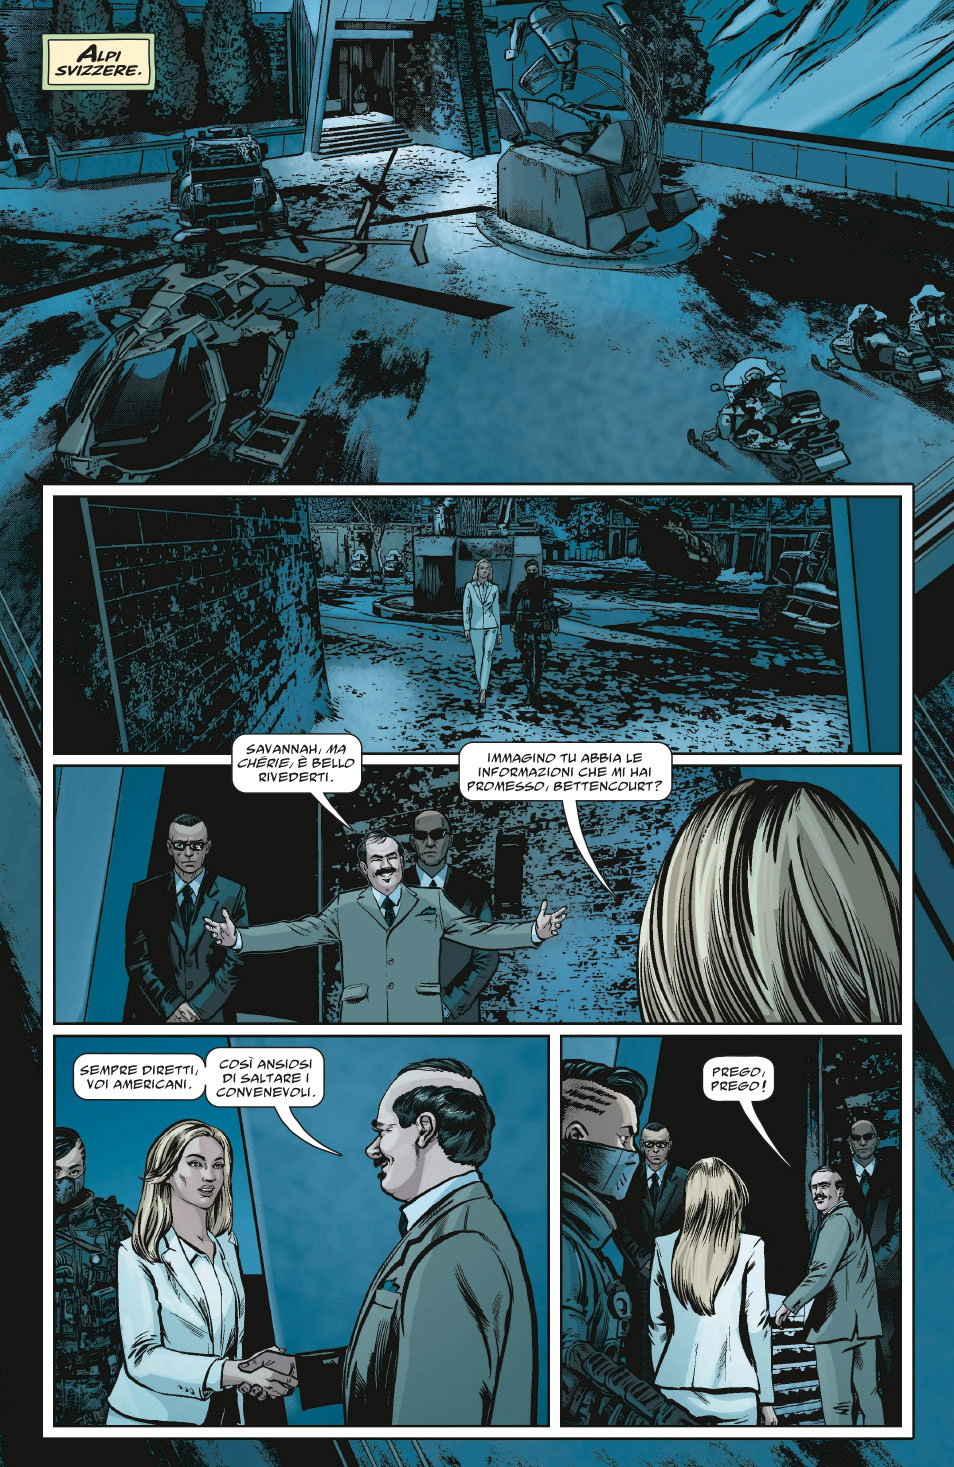 ALPI
SVIZZERE.
SAVANNAH, MA
CHÉRIE, È BELLO
RIVEDERTI.
IMMAGINO TU ABBIA LE
INFORMAZIONI CHE MI HAI
PROMESSO, BETTENCOURT?
SEMPRE DIRETTI,
VOI AMERICANI.
COSÌ ANSIOSI
DI SALTARE I
CONVENEVOLI.
PREGO,
PREGO!